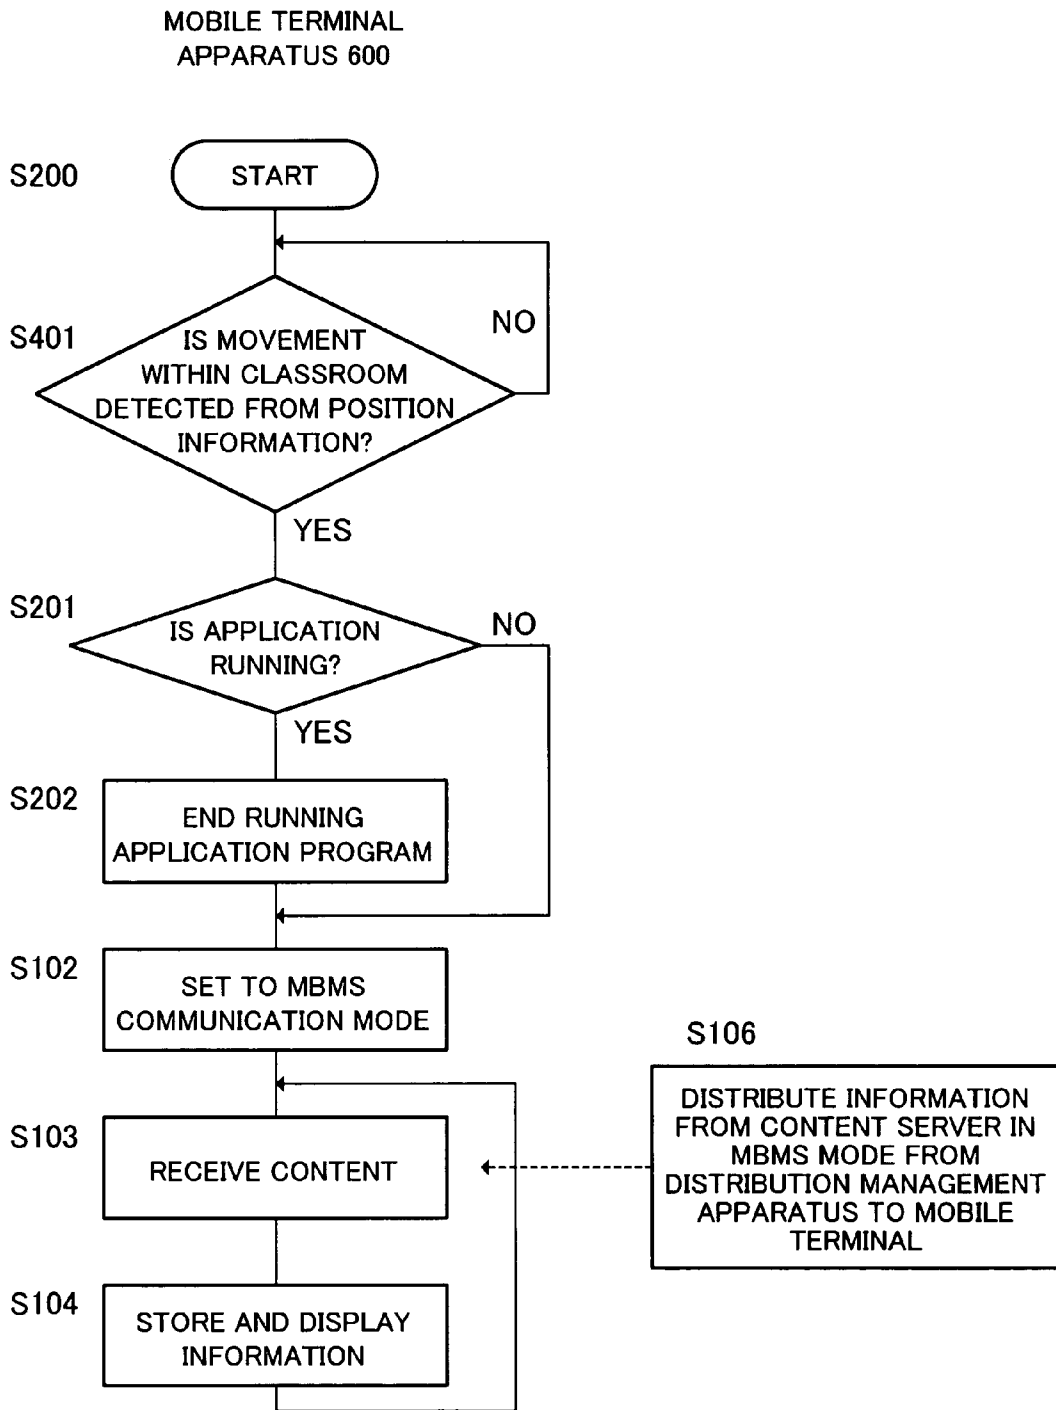 MOBILE TERMINAL
APPARATUS 600
S200
START
S401
IS MOVEMENT
WITHIN CLASSROOM
DETECTED FROM POSITION
INFORMATION?
NO
YES
S201
IS APPLICATION
RUNNING?
NO
YES
S202
END RUNNING
APPLICATION PROGRAM
S102
SET TO MBMS
COMMUNICATION MODE
S106
DISTRIBUTE INFORMATION
FROM CONTENT SERVER IN
MBMS MODE FROM
DISTRIBUTION MANAGEMENT
APPARATUS TO MOBILE
TERMINAL
S103
RECEIVE CONTENT
S104
STORE AND DISPLAY
INFORMATION